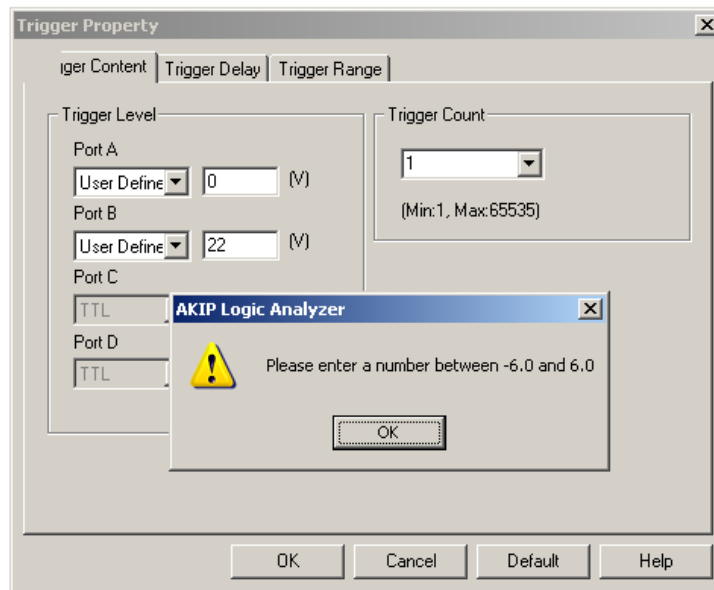 Trigger Property
gger Content Trigger Delay Trigger Range
Trigger Level
Trigger Count
Port A
User Define 0 (V)
1
Port B
(Min:1, Max:65535)
User Define 22 (V)
Port C
TTL
AKIP Logic Analyzer
Port D
TTL
Please enter a number between -6.0 and 6.0
OK
OK Cancel Default Help